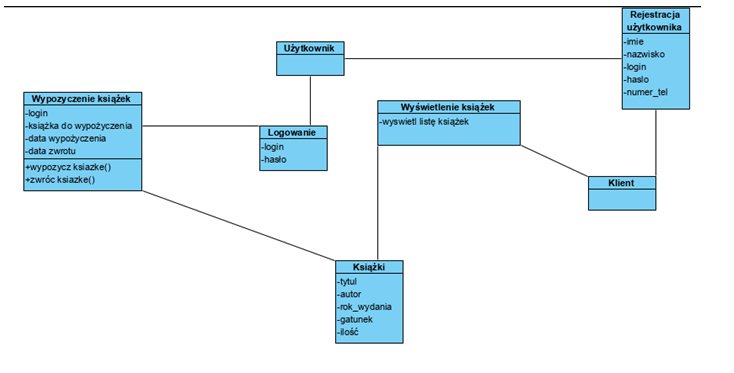 Rejestracja
użytkownika
-imie
-nazwisko
-login
-haslo
-numer_tel
Użytkownik
Wypozyczenie książek
-login
-książka do wypożyczenia
-data wypożyczenia
-data zwrotu
+wypozycz ksiazke()
+zwróc ksiazke()
Logowanie
-login
-hasło
Wyświetlenie książek
-wyswietl listę książek
Klient
Książki
-tytul
-autor
-rok_wydania
-gatunek
-ilość